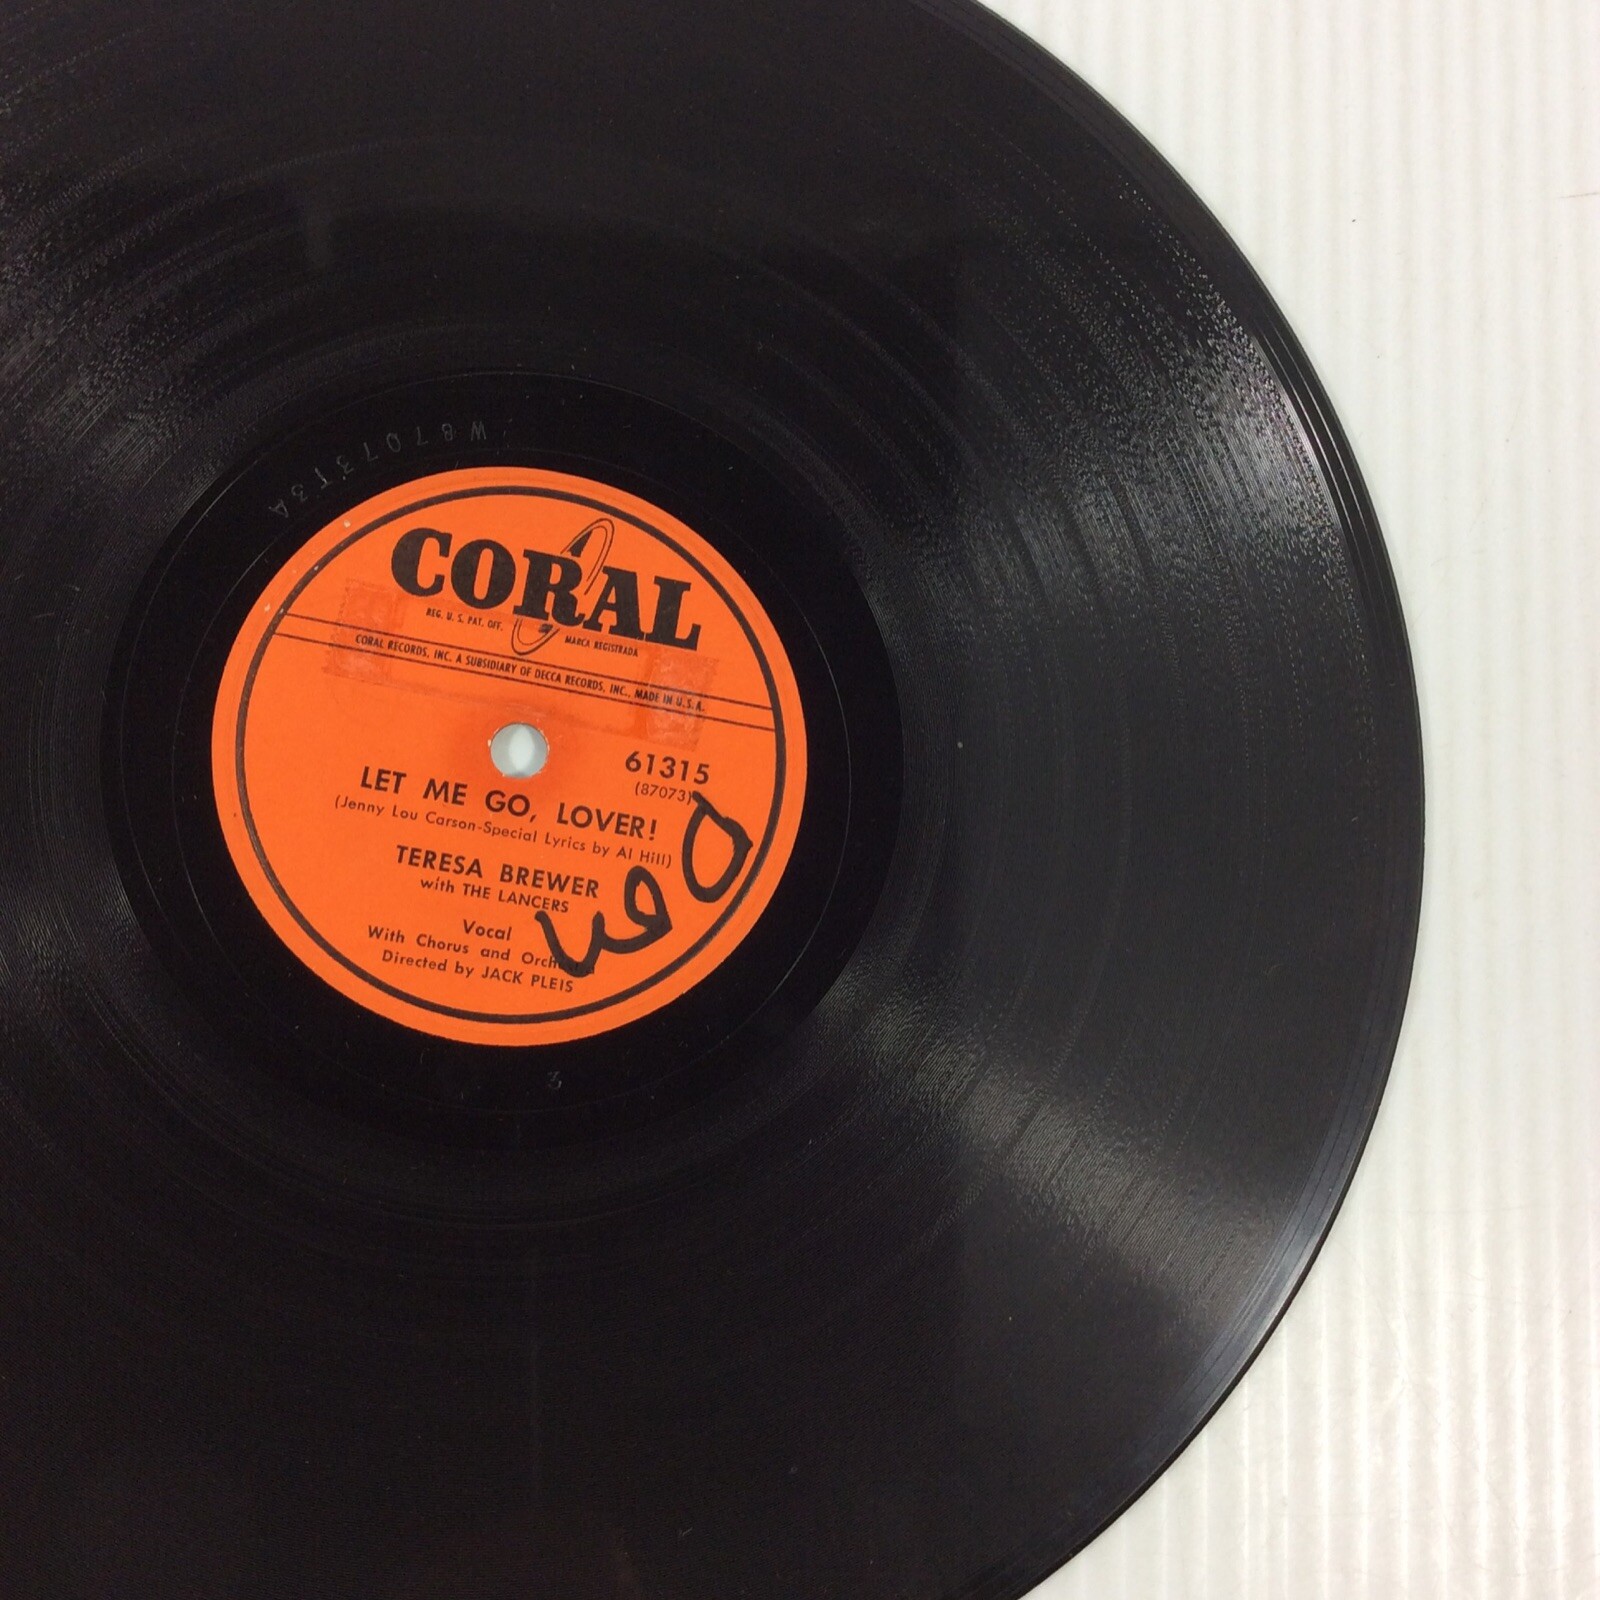 W87073T3A
CORAL
REG. U. S. PAT. OFF. MARCA REGISTRADA
CORAL RECORDS, INC. A SUBSIDIARY OF DECCA RECORDS, INC., MADE IN U.S.A.
61315
(87073)
LET ME GO, LOVER!
(Jenny Lou Carson-Special Lyrics by Al Hill)
TERESA BREWER
with THE LANCERS
Vocal
With Chorus and Orchestra
Directed by JACK PLEIS
2